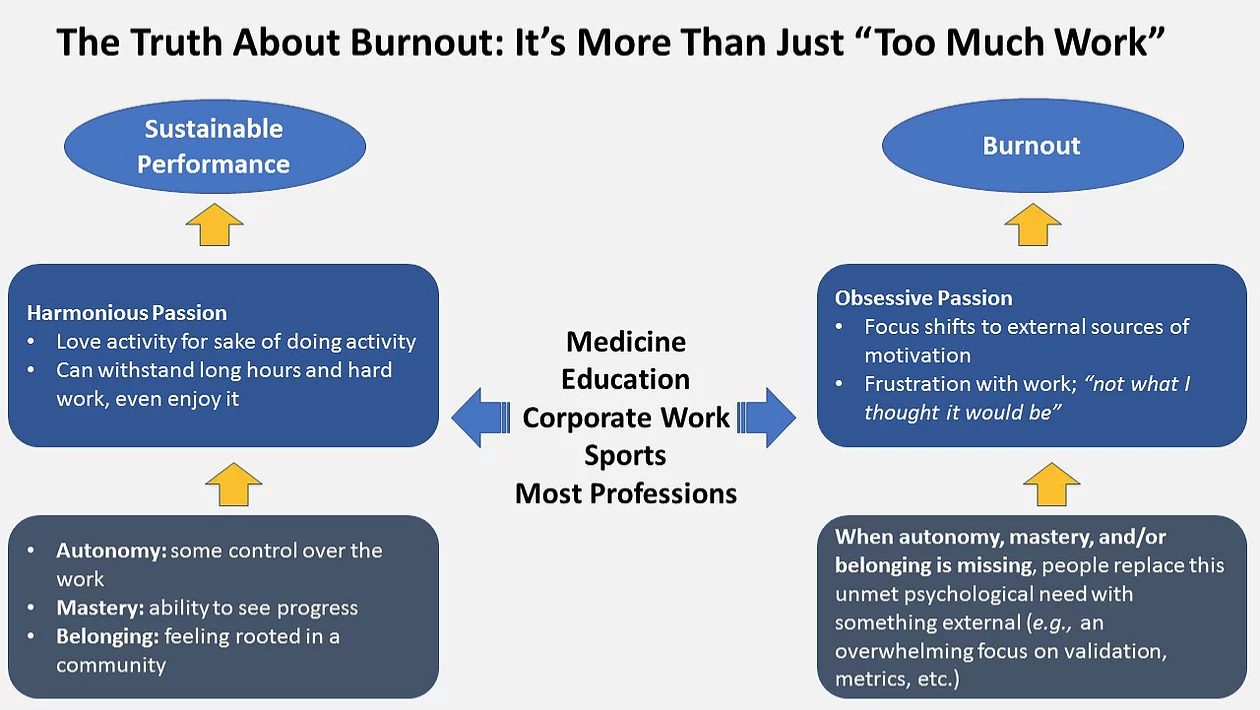 The Truth About Burnout: It’s More Than Just “Too Much Work”
Sustainable
Performance
Harmonious Passion
• Love activity for sake of doing activity
• Can withstand long hours and hard
work, even enjoy it
• Autonomy: some control over the
work
• Mastery: ability to see progress
• Belonging: feeling rooted in a
community
Medicine
Education
Corporate Work
Sports
Most Professions
Burnout
Obsessive Passion
• Focus shifts to external sources of
motivation
• Frustration with work; “not what I
thought it would be”
When autonomy, mastery, and/or
belonging is missing, people replace this
unmet psychological need with
something external (e.g., an
overwhelming focus on validation,
metrics, etc.)